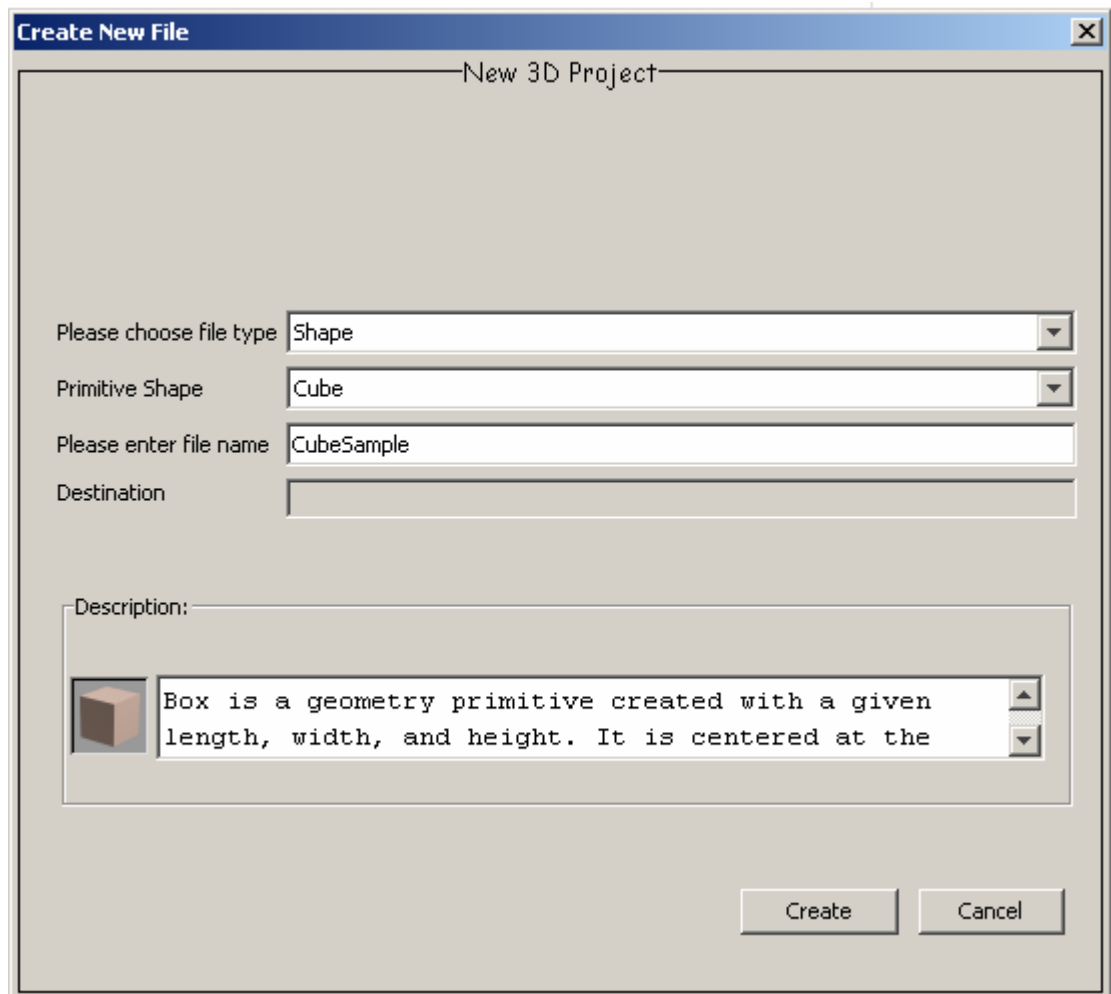 Create New File
New 3D Project
Please choose file type Shape
Primitive Shape Cube
Please enter file name CubeSample
Destination
Description:
Box is a geometry primitive created with a given
length, width, and height. It is centered at the
Create Cancel